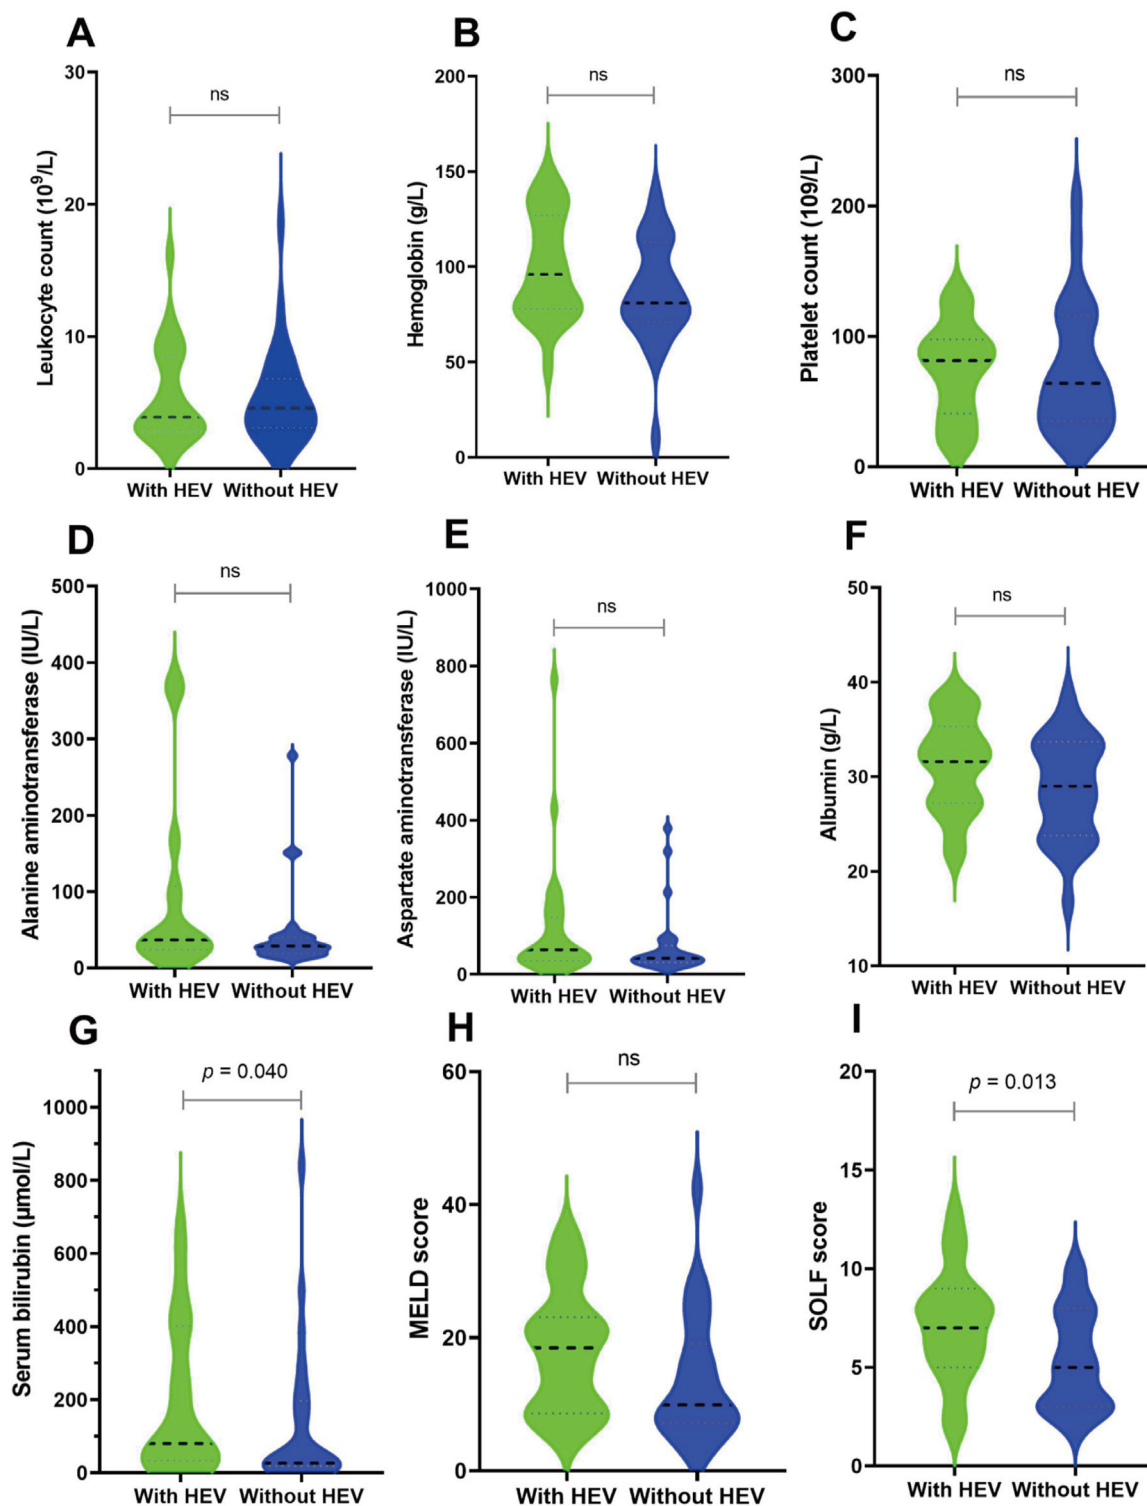 A
B
C
ns
ns
ns
Leukocyte count (10⁹/L)
30
20
10
0
With HEV Without HEV
Hemoglobin (g/L)
200
150
100
50
0
With HEV Without HEV
Platelet count (109/L)
300
200
100
0
With HEV Without HEV
D
E
F
ns
ns
ns
Alanine aminotransferase (IU/L)
500
400
300
200
100
0
With HEV Without HEV
Aspartate aminotransferase (IU/L)
1000
800
600
400
200
0
With HEV Without HEV
Albumin (g/L)
50
40
30
20
10
With HEV Without HEV
G
H
I
p = 0.040
ns
p = 0.013
Serum bilirubin (µmol/L)
1000
800
600
400
200
0
With HEV Without HEV
MELD score
60
40
20
0
With HEV Without HEV
SOLF score
20
15
10
5
0
With HEV Without HEV